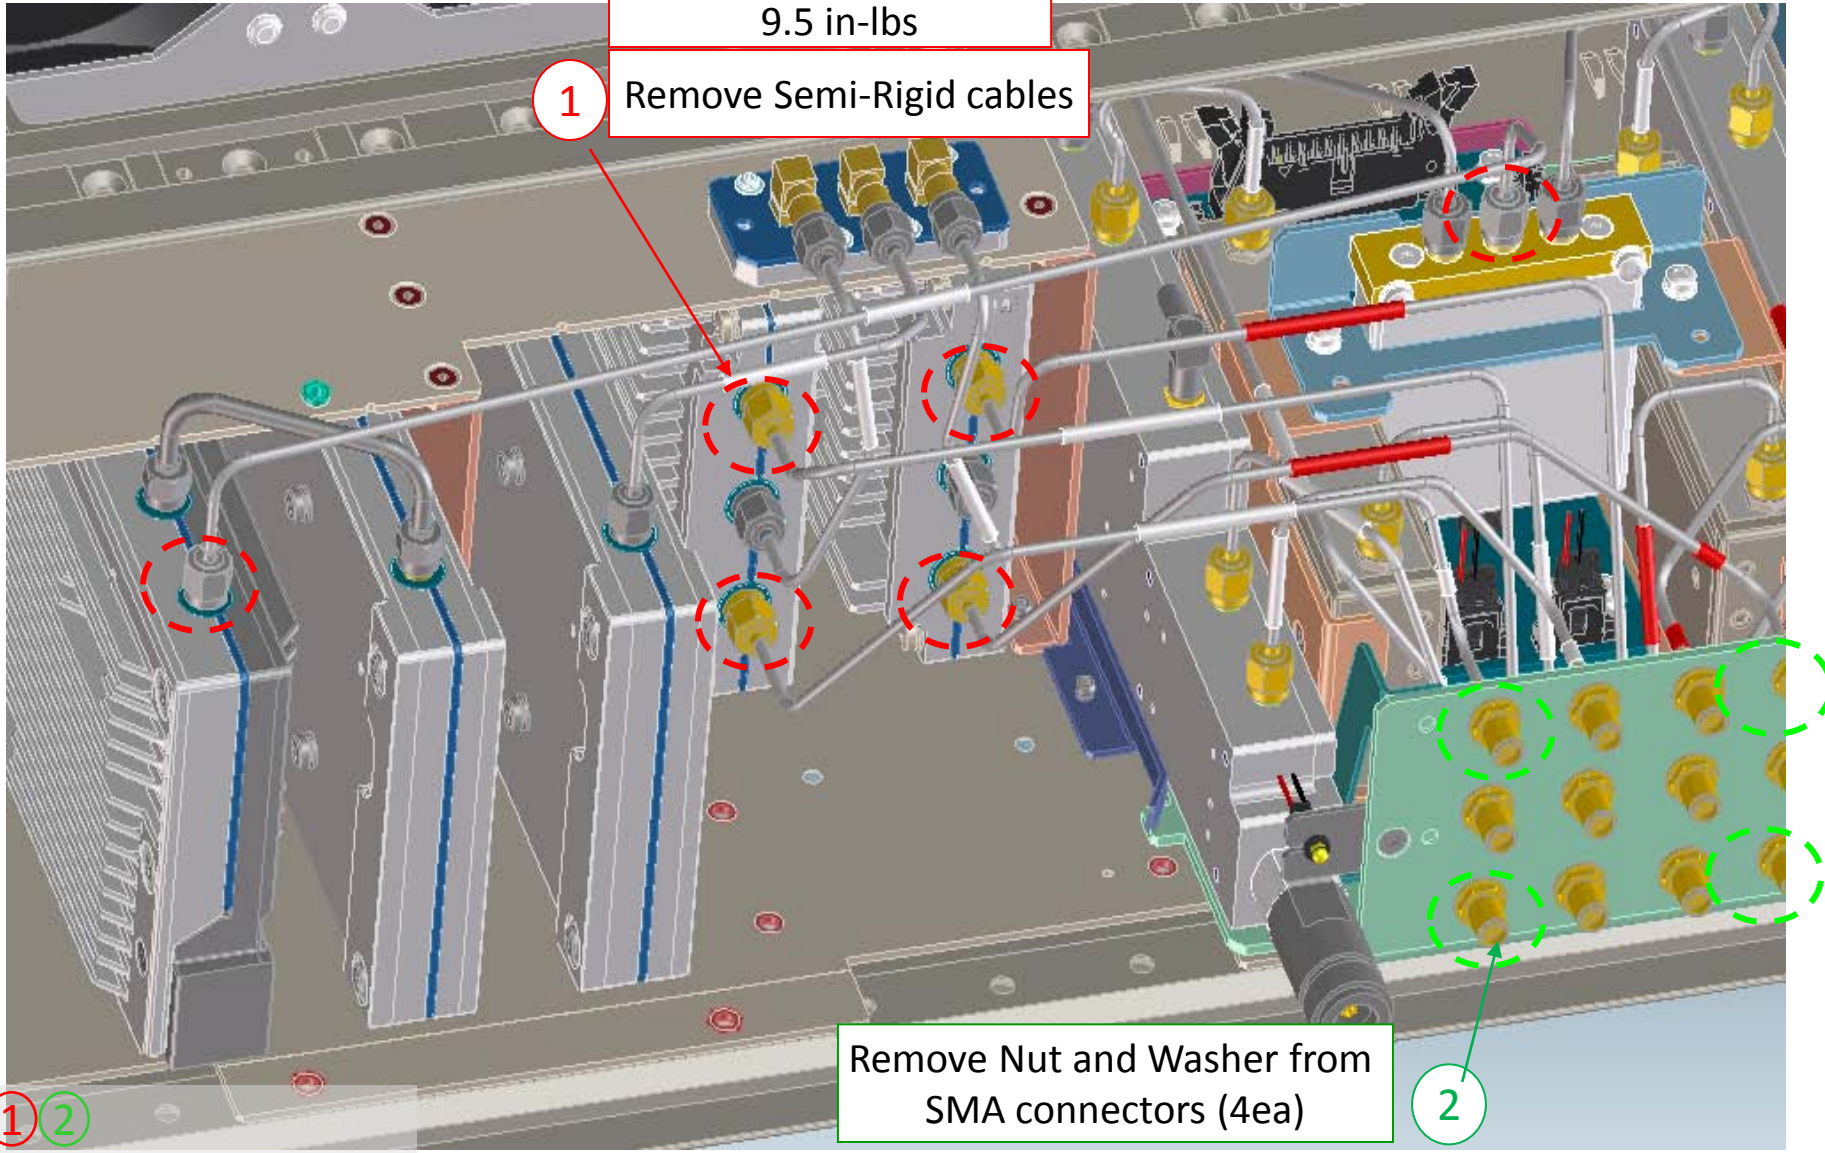 9.5 in-lbs
1
Remove Semi-Rigid cables
Remove Nut and Washer from
SMA connectors (4ea)
2
1 2